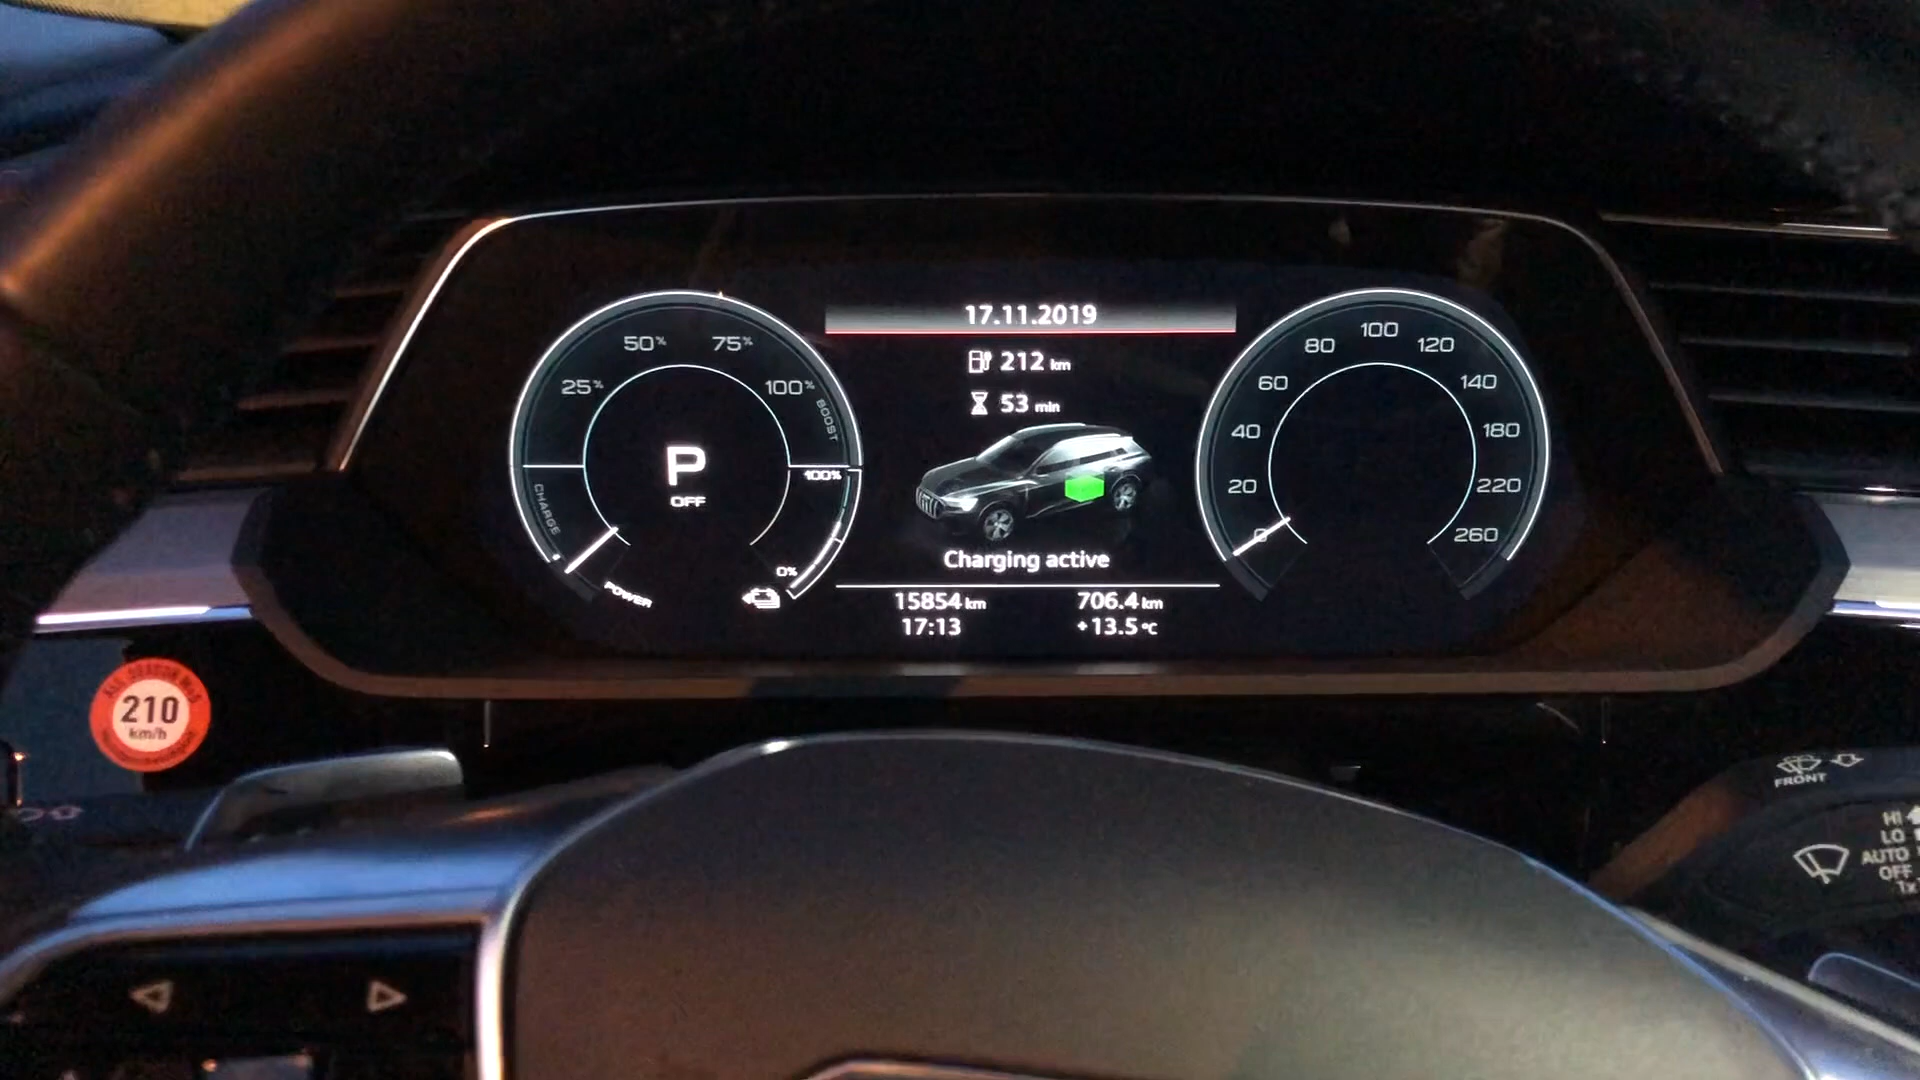 17.11.2019
212 km
53 min
Charging active
15854 km
706.4 km
17:13
+13.5 °C
25%
50%
75%
100%
BOOST
P
OFF
CHARGE
POWER
100%
0%
0
20
40
60
80
100
120
140
180
220
260
210
km/h
FRONT
HI
LO
AUTO
OFF
1x